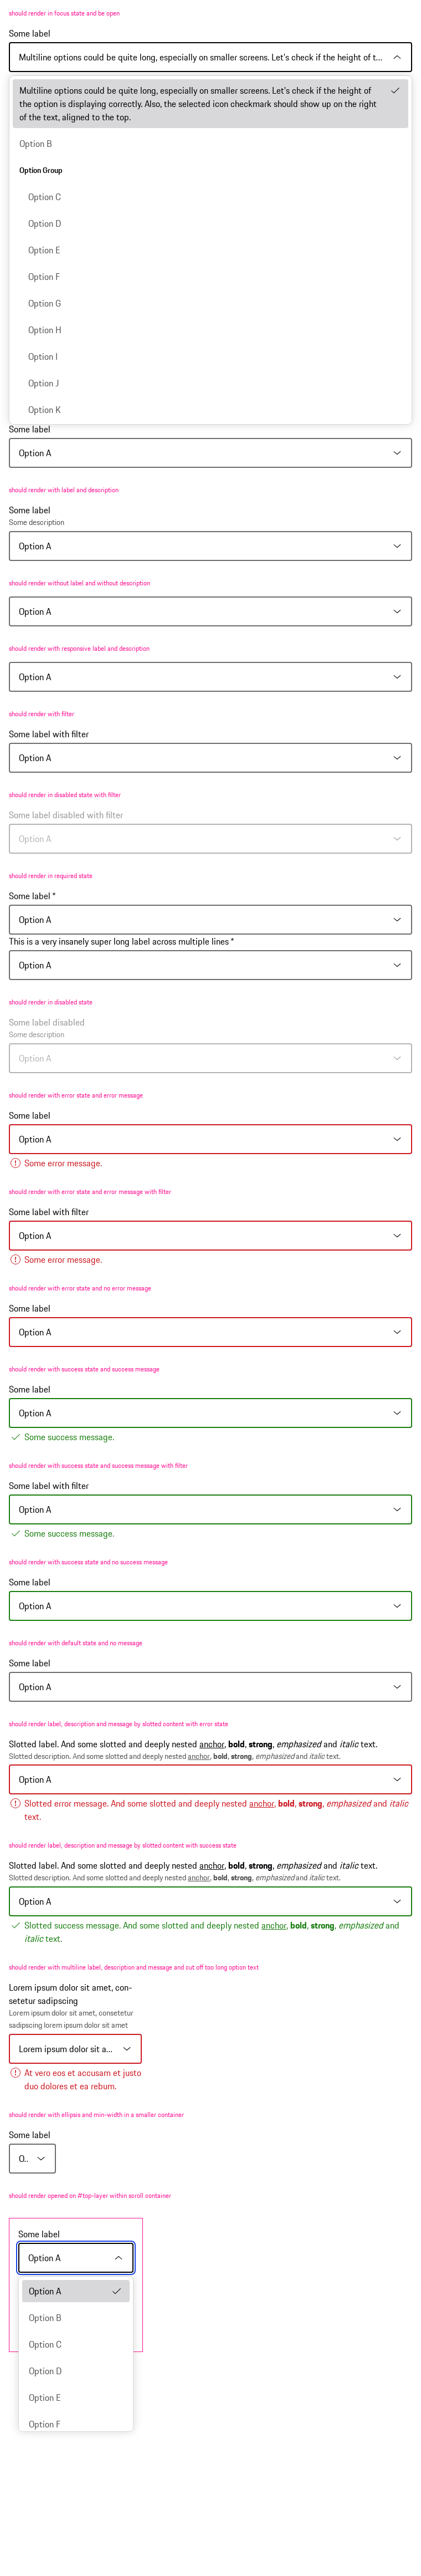 should render in focus state and be open
Some label
Multiline options could be quite long, especially on smaller screens. Let's check if the height of t...
Multiline options could be quite long, especially on smaller screens. Let's check if the height of
the option is displaying correctly. Also, the selected icon checkmark should show up on the right
of the text, aligned to the top.
Option B
Option Group
Option C
Option D
Option E
Option F
Option G
Option H
Option I
Option J
Option K
Some label
Option A
should render with label and description
Some label
Some description
Option A
should render without label and without description
Option A
should render with responsive label and description
Option A
should render with filter
Some label with filter
Option A
should render in disabled state with filter
Some label disabled with filter
Option A
should render in required state
Some label *
Option A
This is a very insanely super long label across multiple lines *
Option A
should render in disabled state
Some label disabled
Some description
Option A
should render with error state and error message
Some label
Option A
Some error message.
should render with error state and error message with filter
Some label with filter
Option A
Some error message.
should render with error state and no error message
Some label
Option A
should render with success state and success message
Some label
Option A
Some success message.
should render with success state and success message with filter
Some label with filter
Option A
Some success message.
should render with success state and no success message
Some label
Option A
should render with default state and no message
Some label
Option A
should render label, description and message by slotted content with error state
Slotted label. And some slotted and deeply nested anchor, bold, strong, emphasized and italic text.
Slotted description. And some slotted and deeply nested anchor, bold, strong, emphasized and italic text.
Option A
Slotted error message. And some slotted and deeply nested anchor, bold, strong, emphasized and italic
text.
should render label, description and message by slotted content with success state
Slotted label. And some slotted and deeply nested anchor, bold, strong, emphasized and italic text.
Slotted description. And some slotted and deeply nested anchor, bold, strong, emphasized and italic text.
Option A
Slotted success message. And some slotted and deeply nested anchor, bold, strong, emphasized and
italic text.
should render with multiline label, description and message and cut off too long option text
Lorem ipsum dolor sit amet, con-
setetur sadipscing
Lorem ipsum dolor sit amet, consetetur
sadipscing lorem ipsum dolor sit amet
Lorem ipsum dolor sit a...
At vero eos et accusam et justo
duo dolores et ea rebum.
should render with ellipsis and min-width in a smaller container
Some label
O...
should render opened on #top-layer within scroll container
Some label
Option A
Option A
Option B
Option C
Option D
Option E
Option F